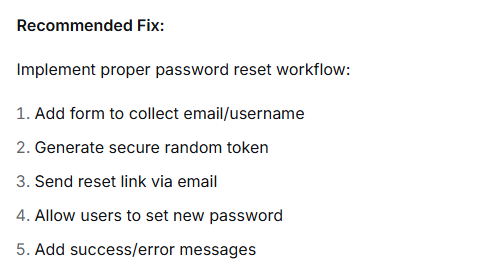 Recommended Fix:
Implement proper password reset workflow:
1. Add form to collect email/username
2. Generate secure random token
3. Send reset link via email
4. Allow users to set new password
5. Add success/error messages